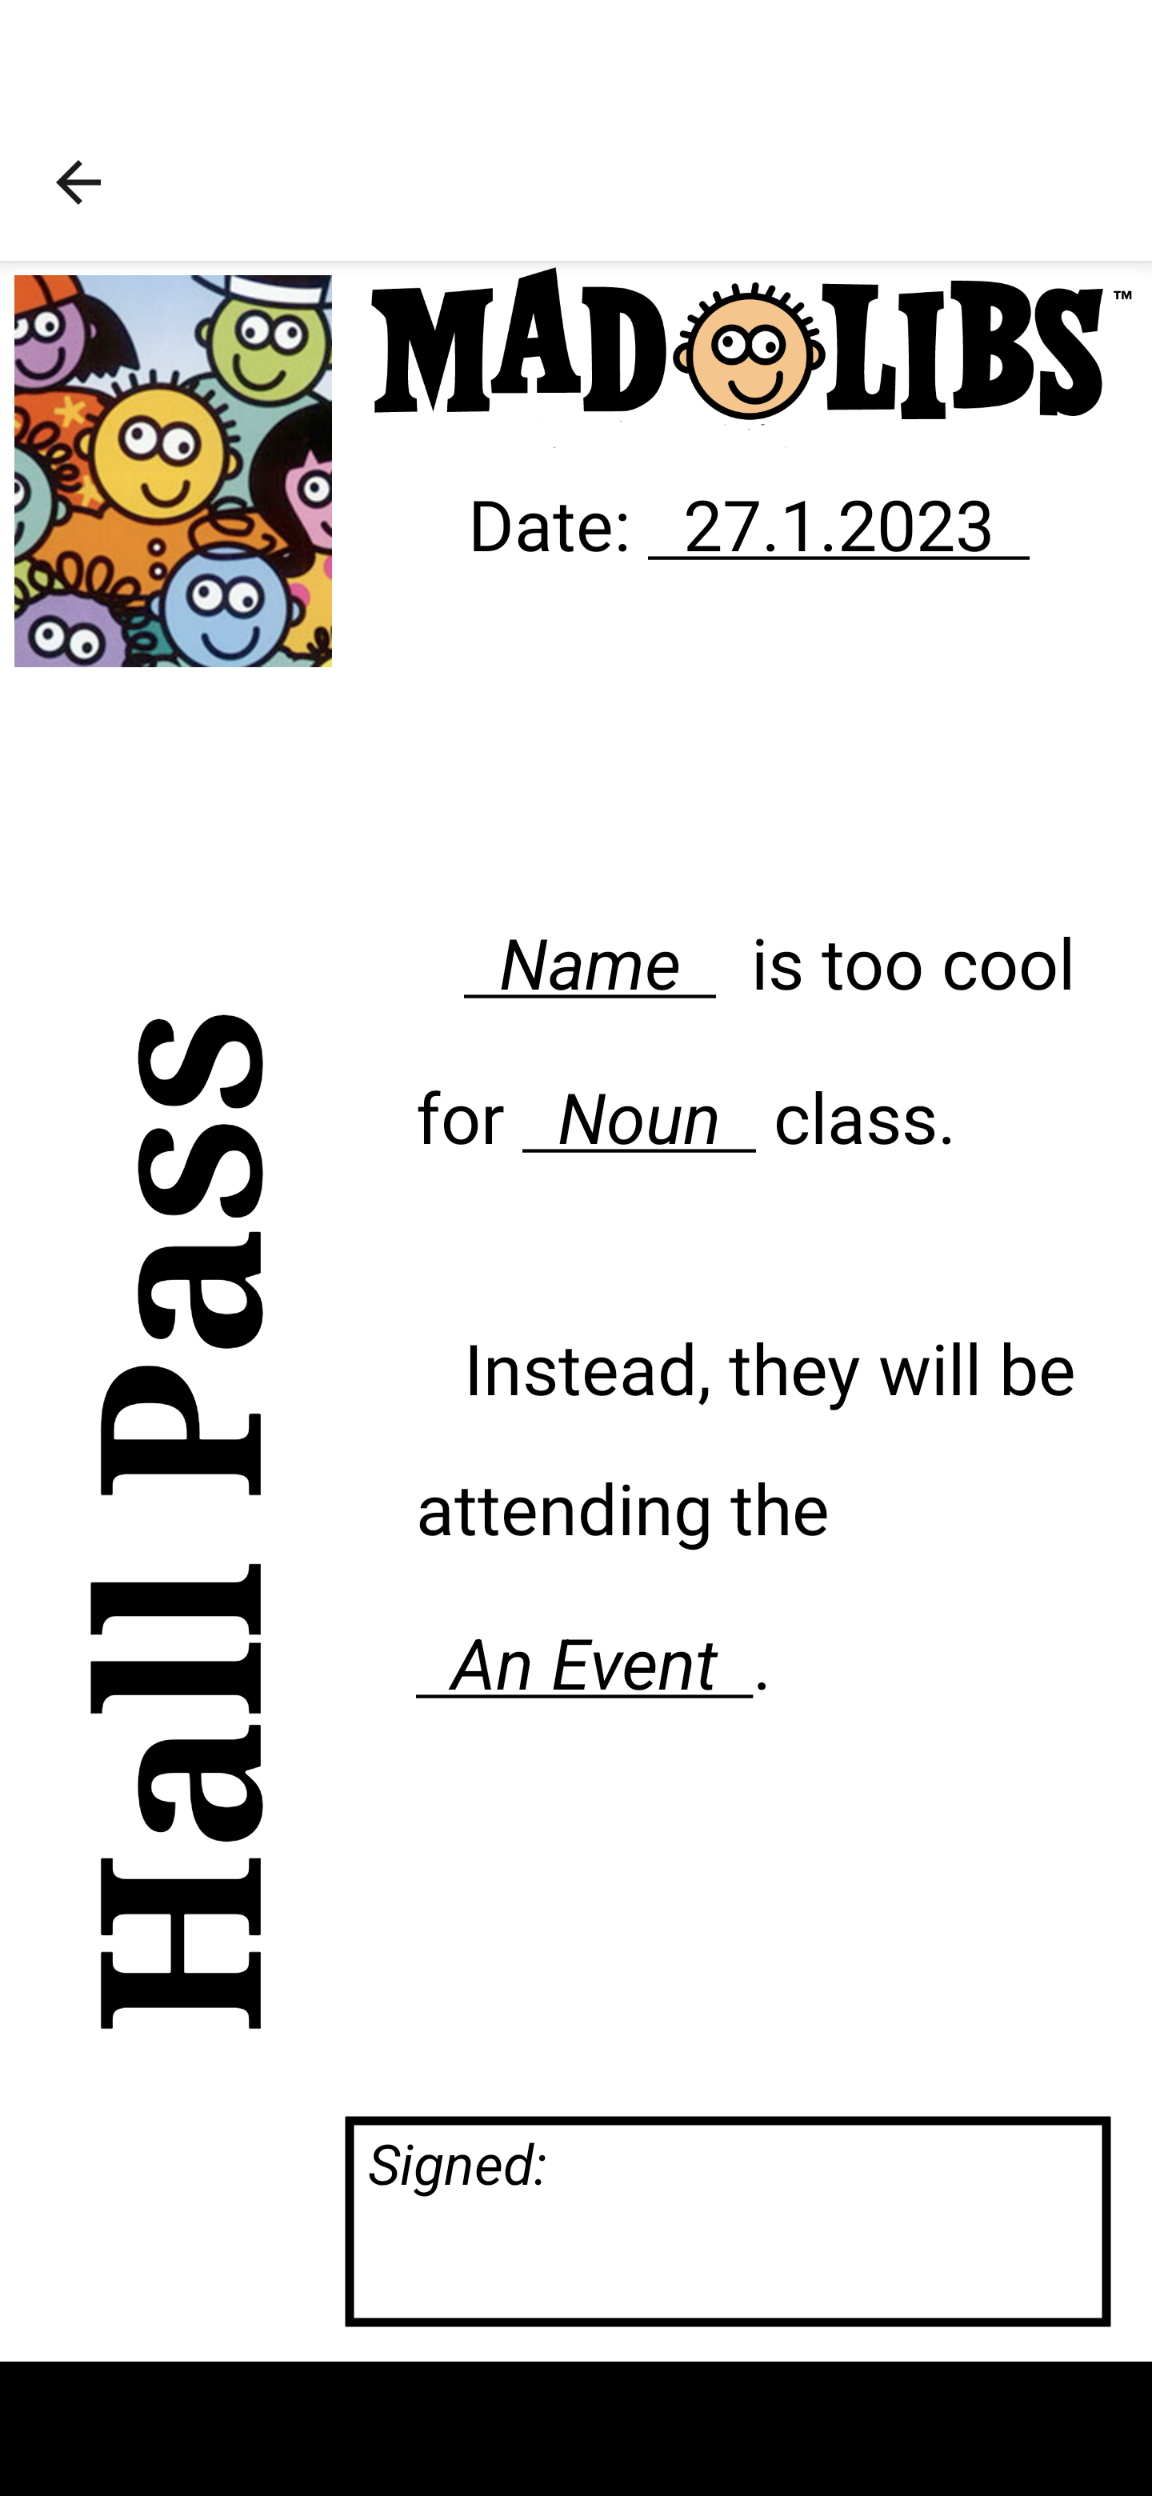 MAD LIBS™
Date: 27.1.2023
Name is too cool
for Noun class.
Instead, they will be
attending the
An Event.
Hall Pass
Signed: